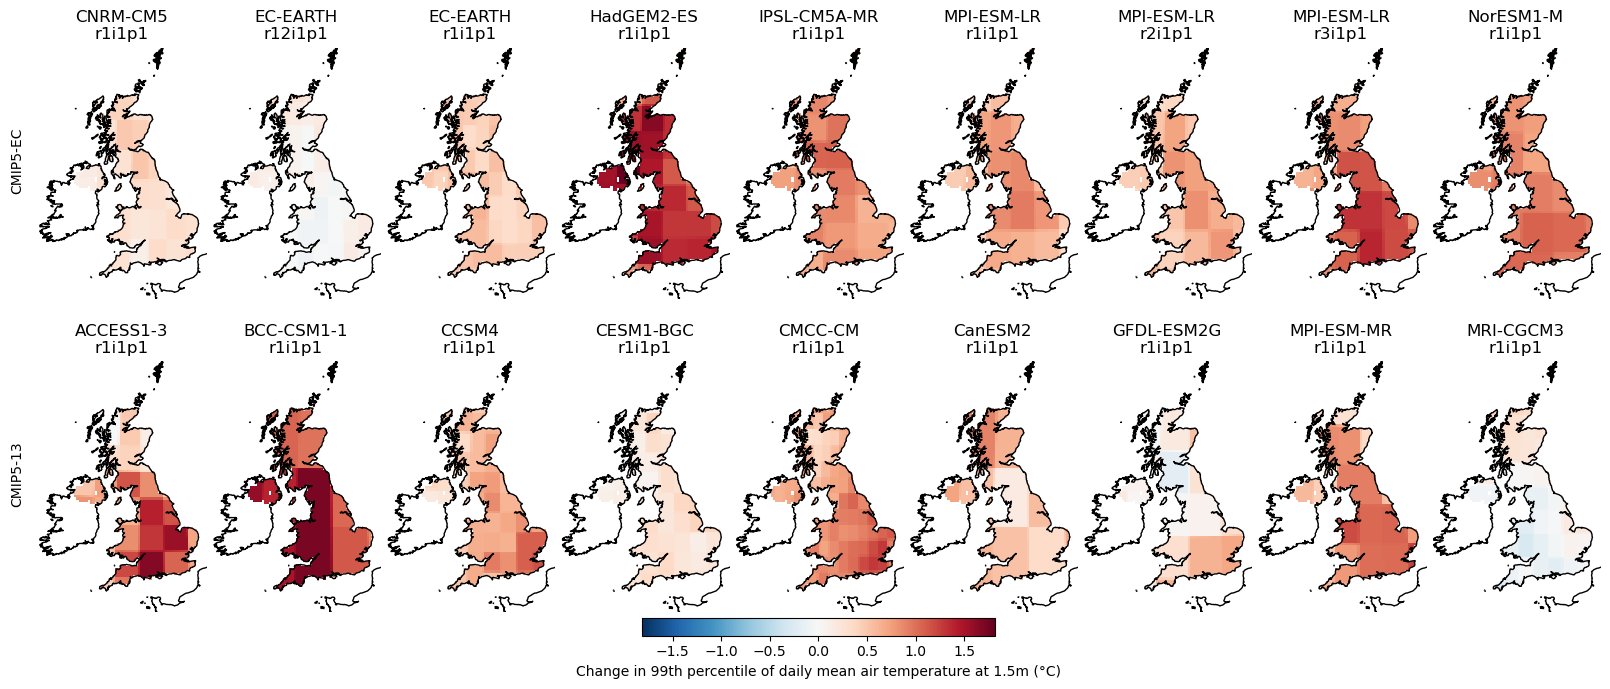 CNRM-CM5 EC-EARTH EC-EARTH HadGEM2-ES IPSL-CM5A-MR MPI-ESM-LR MPI-ESM-LR MPI-ESM-LR NorESM1-M
r1i1p1 r12i1p1 r1i1p1 r1i1p1 r1i1p1 r1i1p1 r2i1p1 r3i1p1 r1i1p1
CMIP5-EC
ACCESS1-3 BCC-CSM1-1 CCSM4 CESM1-BGC CMCC-CM CanESM2 GFDL-ESM2G MPI-ESM-MR MRI-CGCM3
r1i1p1 r1i1p1 r1i1p1 r1i1p1 r1i1p1 r1i1p1 r1i1p1 r1i1p1 r1i1p1
CMIP5-13
−1.5 −1.0 −0.5 0.0 0.5 1.0 1.5
Change in 99th percentile of daily mean air temperature at 1.5m (°C)